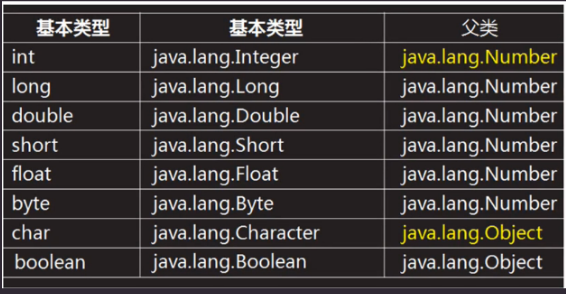 基本类型 基本类型 父类
int java.lang.Integer java.lang.Number
long java.lang.Long java.lang.Number
double java.lang.Double java.lang.Number
short java.lang.Short java.lang.Number
float java.lang.Float java.lang.Number
byte java.lang.Byte java.lang.Number
char java.lang.Character java.lang.Object
boolean java.lang.Boolean java.lang.Object